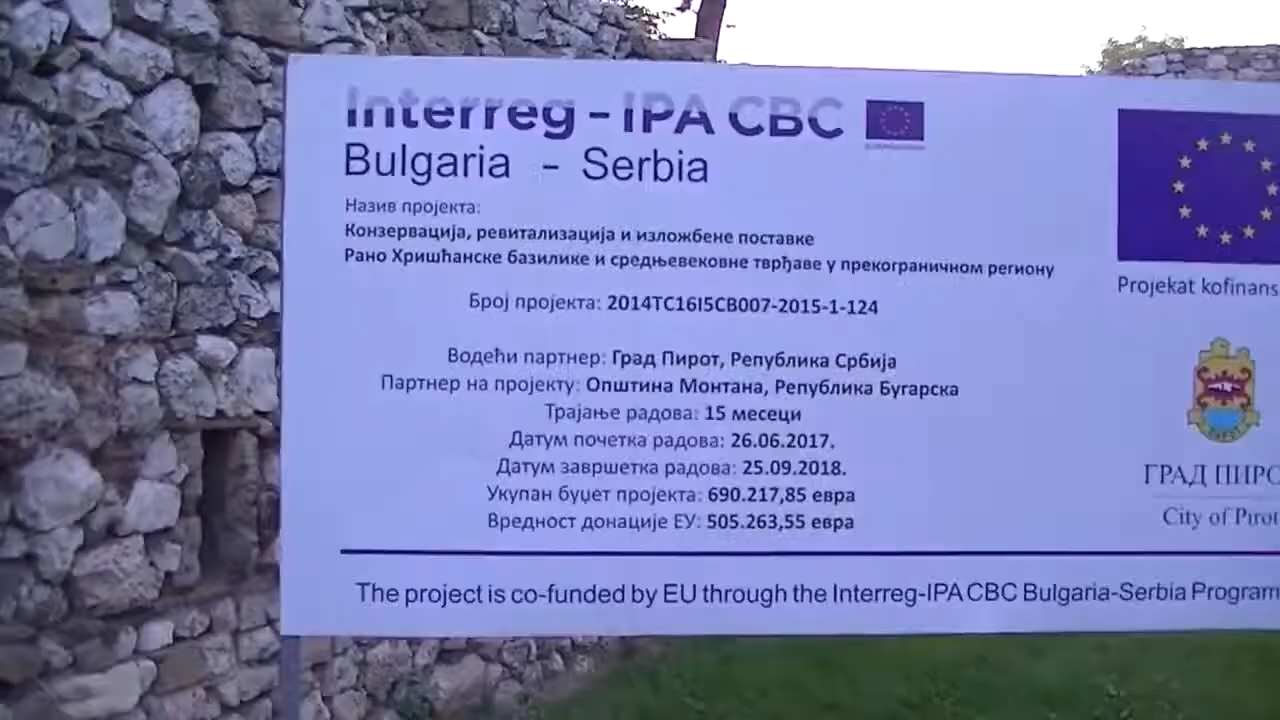 Interreg - IPA CBC
Bulgaria - Serbia
Назив пројекта:
Конзервација, ревитализација и изложбене поставке
Рано Хришћанске базилике и средњевековне тврђаве у прекограничном региону
Број пројекта: 2014TC16I5CB007-2015-1-124
Водећи партнер: Град Пирот, Република Србија
Партнер на пројекту: Општина Монтана, Република Бугарска
Трајање радова: 15 месеци
Датум почетка радова: 26.06.2017.
Датум завршетка радова: 25.09.2018.
Укупан буџет пројекта: 690.217,85 евра
Вредност донације ЕУ: 505.263,55 евра
Projekat kofinans
ГРАД ПИРО
City of Pirot
The project is co-funded by EU through the Interreg-IPA CBC Bulgaria-Serbia Program